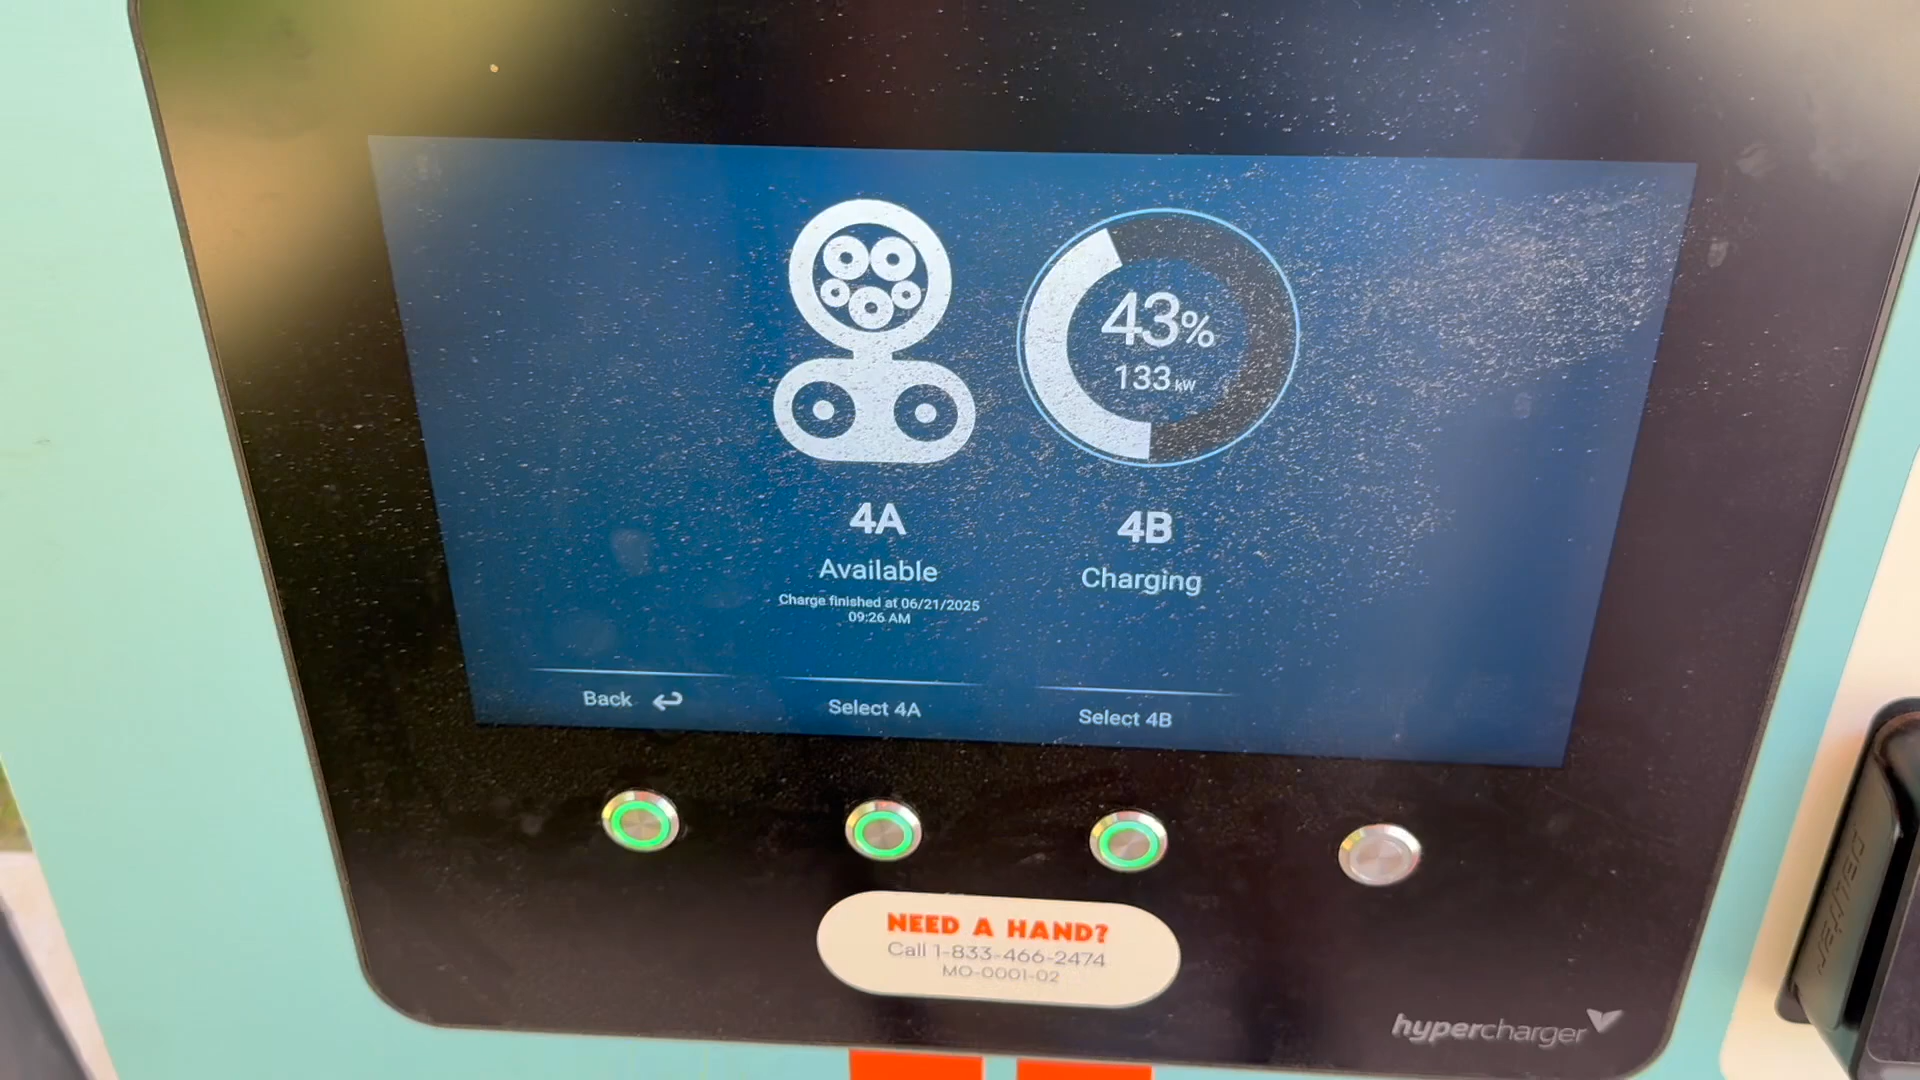 43%
133 kW
4A
4B
Available
Charging
Charge finished at 06/21/2025
09:26 AM
Back
Select 4A
Select 4B
NEED A HAND?
Call 1-833-466-2474
MO-0001-02
hypercharger